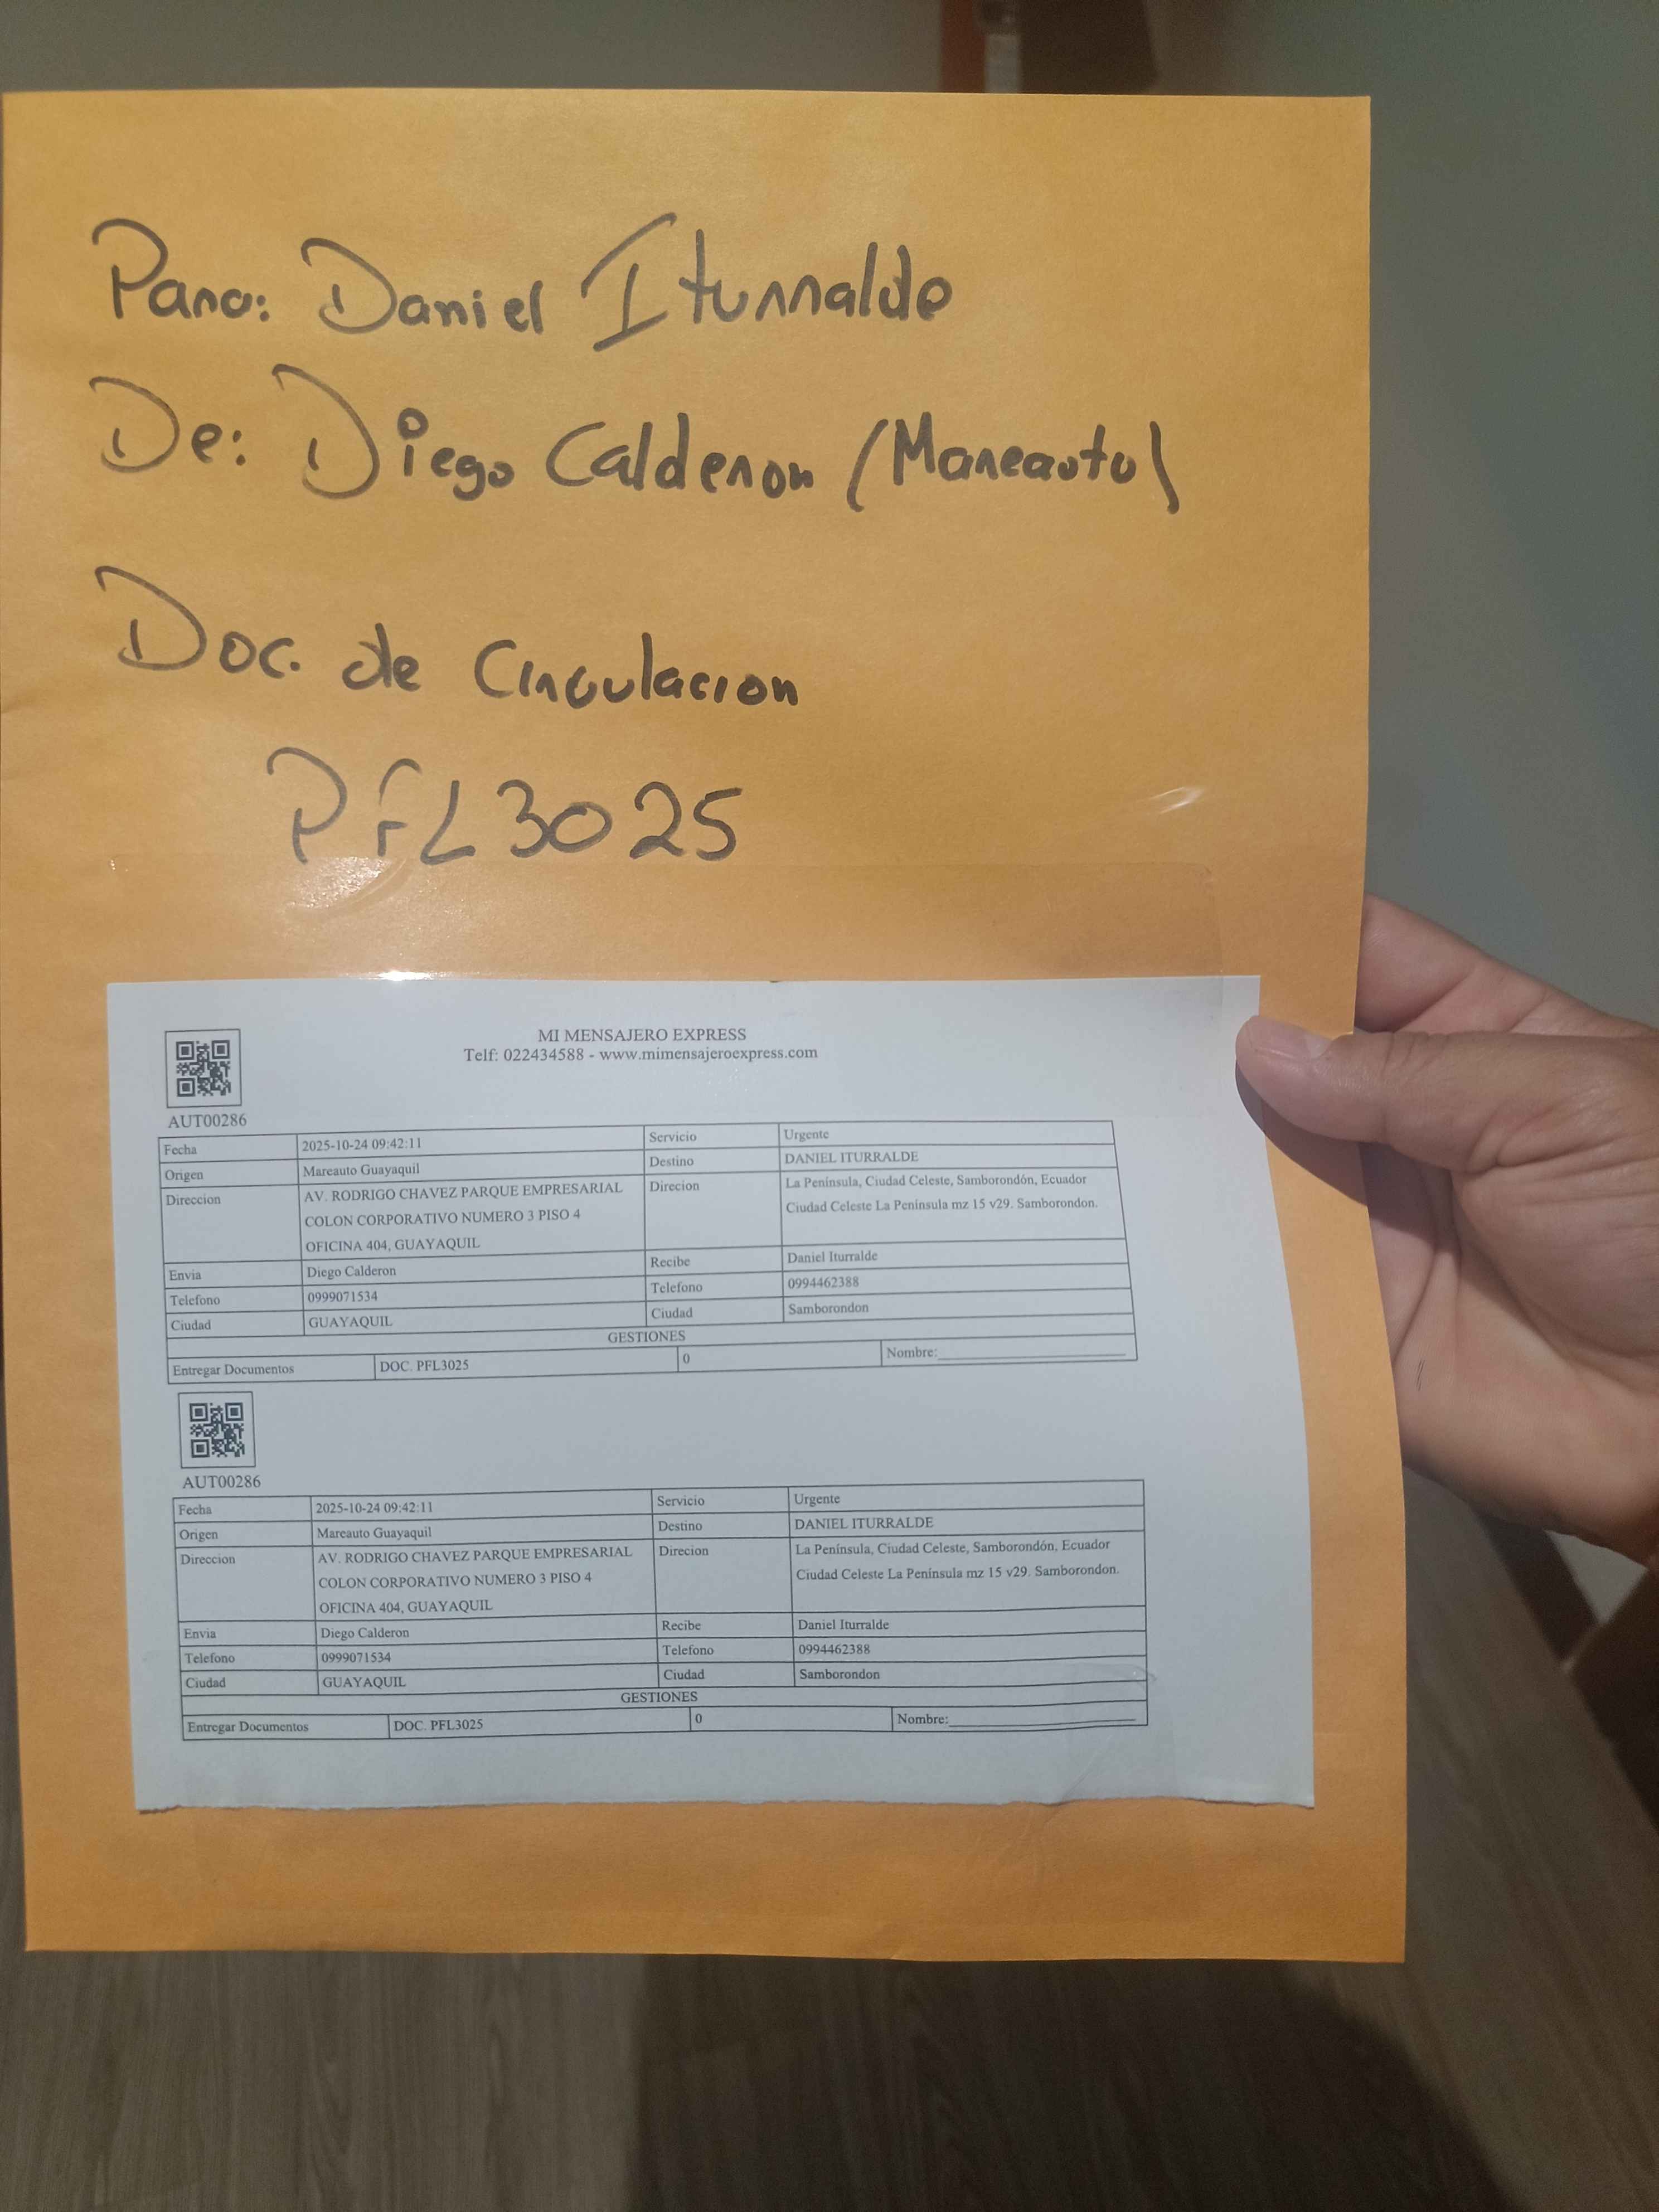 Para: Daniel Iturralde
De: Diego Calderon (Mareauto)
Doc. de Circulacion
PFL3025
MI MENSAJERO EXPRESS
Telf: 022434588 - www.mimensajeroexpress.com
AUT00286
Fecha 2025-10-24 09:42:11 Servicio Urgente
Origen Mareauto Guayaquil Destino DANIEL ITURRALDE
Direccion AV. RODRIGO CHAVEZ PARQUE EMPRESARIAL Direcion La Península, Ciudad Celeste, Samborondón, Ecuador
COLON CORPORATIVO NUMERO 3 PISO 4 Ciudad Celeste La Peninsula mz 15 v29. Samborondon.
OFICINA 404, GUAYAQUIL
Envia Diego Calderon Recibe Daniel Iturralde
Telefono 0999071534 Telefono 0994462388
Ciudad GUAYAQUIL Ciudad Samborondon
GESTIONES
Entregar Documentos DOC. PFL3025 0 Nombre:
AUT00286
Fecha 2025-10-24 09:42:11 Servicio Urgente
Origen Mareauto Guayaquil Destino DANIEL ITURRALDE
Direccion AV. RODRIGO CHAVEZ PARQUE EMPRESARIAL Direcion La Península, Ciudad Celeste, Samborondón, Ecuador
COLON CORPORATIVO NUMERO 3 PISO 4 Ciudad Celeste La Peninsula mz 15 v29. Samborondon.
OFICINA 404, GUAYAQUIL
Envia Diego Calderon Recibe Daniel Iturralde
Telefono 0999071534 Telefono 0994462388
Ciudad GUAYAQUIL Ciudad Samborondon
GESTIONES
Entregar Documentos DOC. PFL3025 0 Nombre: